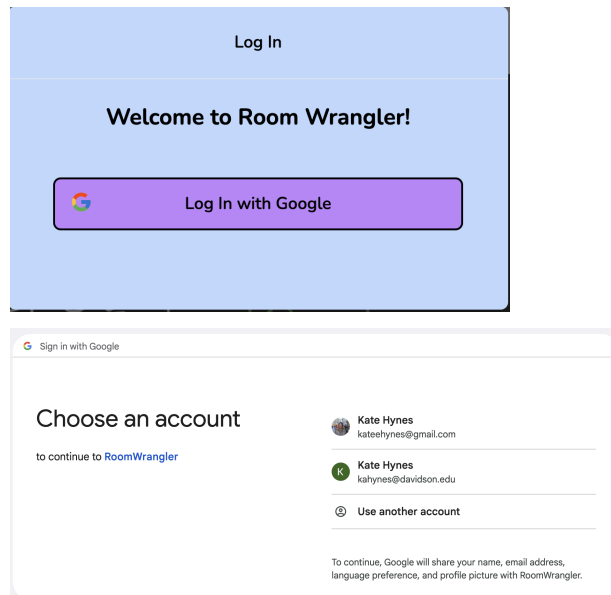 Log In
Welcome to Room Wrangler!
Log In with Google
Sign in with Google
Choose an account
to continue to RoomWrangler
Kate Hynes
kateehynes@gmail.com
K
Kate Hynes
kahynes@davidson.edu
Use another account
To continue, Google will share your name, email address,
language preference, and profile picture with RoomWrangler.